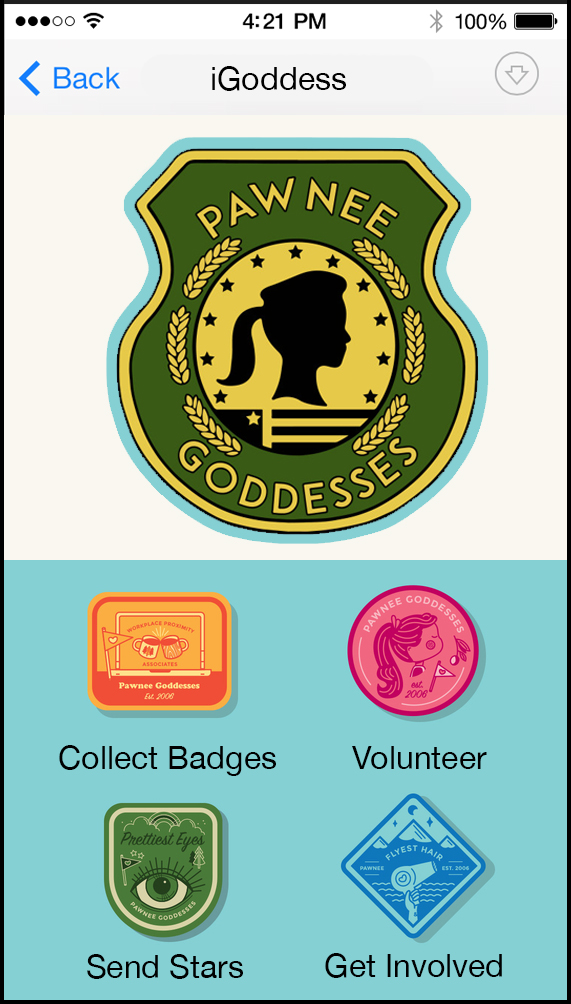 4:21 PM 100%
Back iGoddess
PAWNEE
GODDESSES
WORKPLACE PROXIMITY
ASSOCIATES
Pawnee Goddesses
Est. 2006
Collect Badges
PAWNEE GODDESSES
est.
2006
Volunteer
Prettiest Eyes
PAWNEE GODDESSES
Send Stars
FLYEST HAIR
PAWNEE EST. 2006
Get Involved